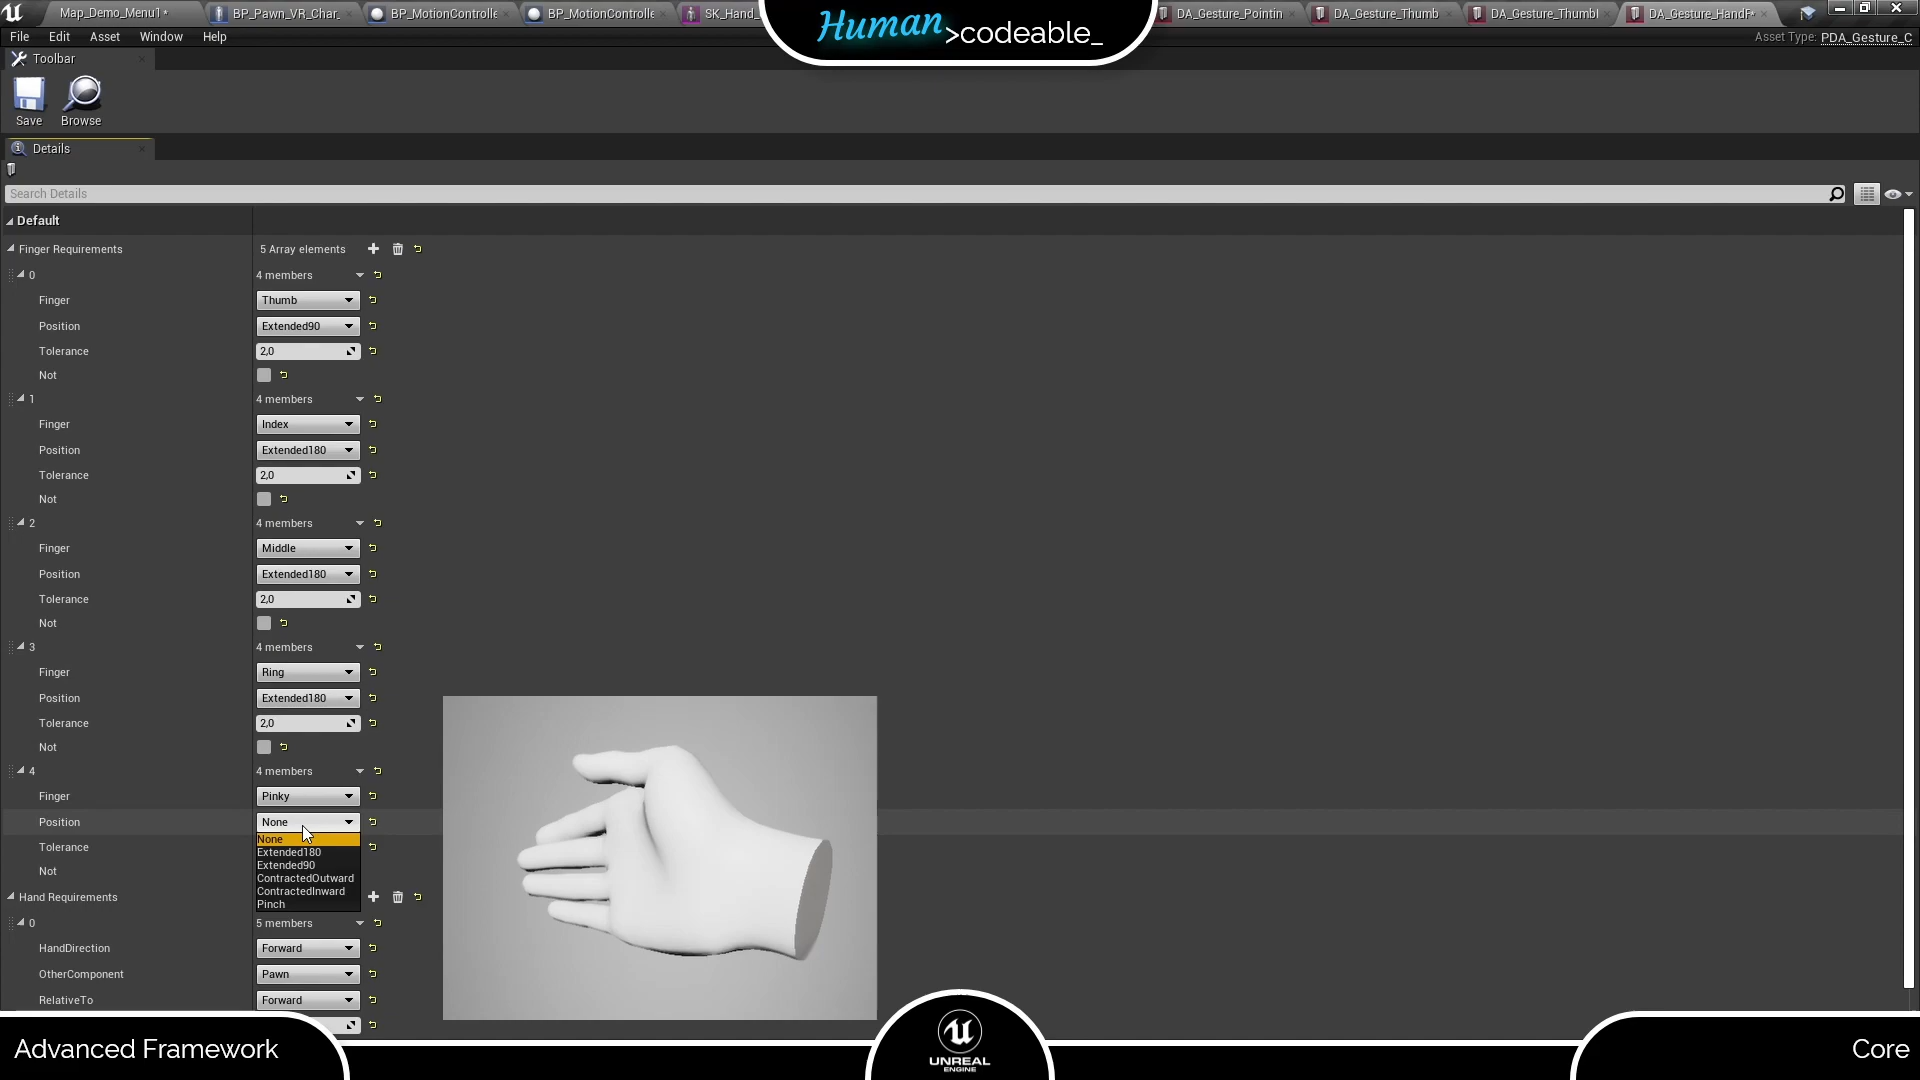 Map_Demo_Menu1*
BP_Pawn_VR_Char
BP_MotionControlle
BP_MotionControlle
SK_Hand_
DA_Gesture_Pointin
DA_Gesture_Thumb
DA_Gesture_Thumbl
DA_Gesture_HandF*
Human >codeable_
File Edit Asset Window Help
Asset Type: PDA_Gesture_C
Toolbar
Save Browse
Details
Search Details
Default
Finger Requirements 5 Array elements
0 4 members
Finger Thumb
Position Extended90
Tolerance 2,0
Not
1 4 members
Finger Index
Position Extended180
Tolerance 2,0
Not
2 4 members
Finger Middle
Position Extended180
Tolerance 2,0
Not
3 4 members
Finger Ring
Position Extended180
Tolerance 2,0
Not
4 4 members
Finger Pinky
Position None
None
Extended180
Extended90
ContractedOutward
ContractedInward
Pinch
Tolerance
Not
Hand Requirements
0 5 members
HandDirection Forward
OtherComponent Pawn
RelativeTo Forward
Advanced Framework
UNREAL
ENGINE
Core